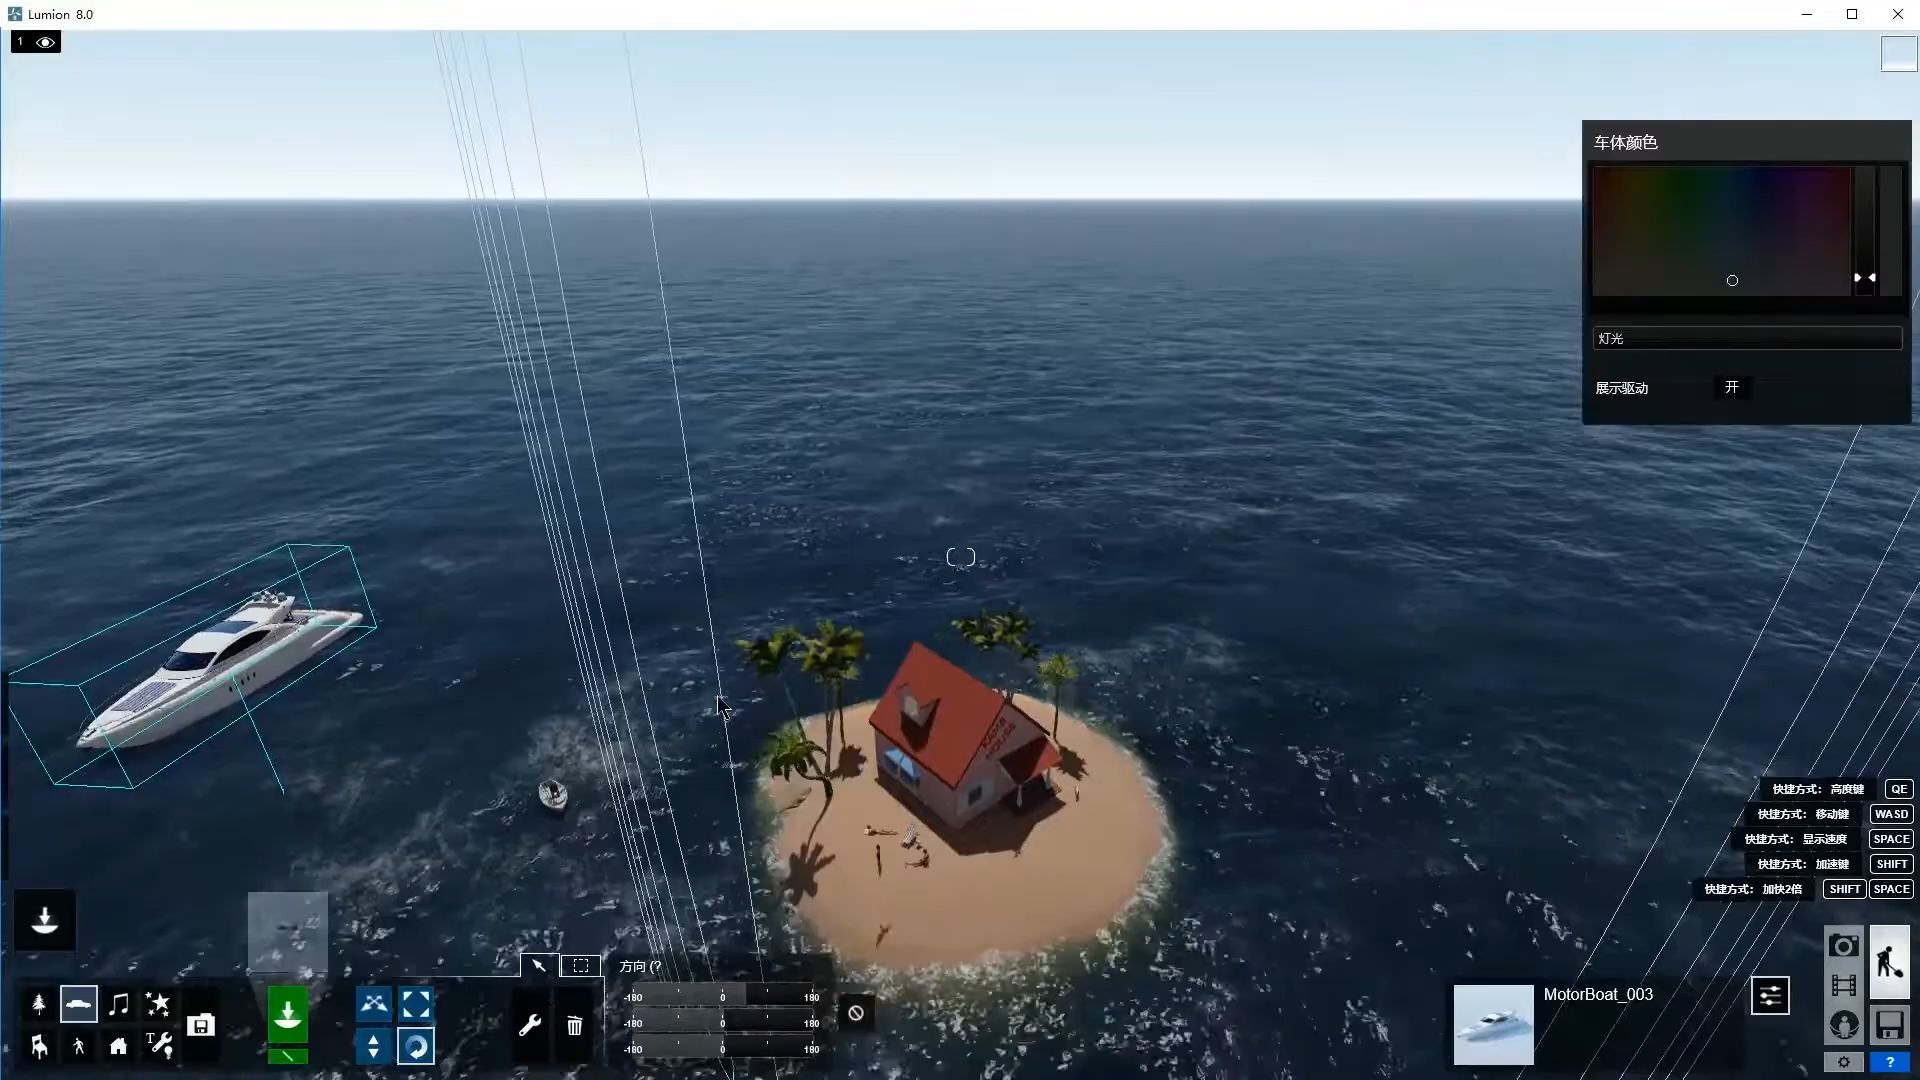 Lumion 8.0
1
车体颜色
灯光
展示驱动 开
KAME
HOUSE
快捷方式: 高度键 QE
快捷方式: 移动键 WASD
快捷方式: 显示速度 SPACE
快捷方式: 加速键 SHIFT
快捷方式: 加快2倍 SHIFT SPACE
方向 (?
-180 0 180
-180 0 180
-180 0 180
MotorBoat_003
T
?